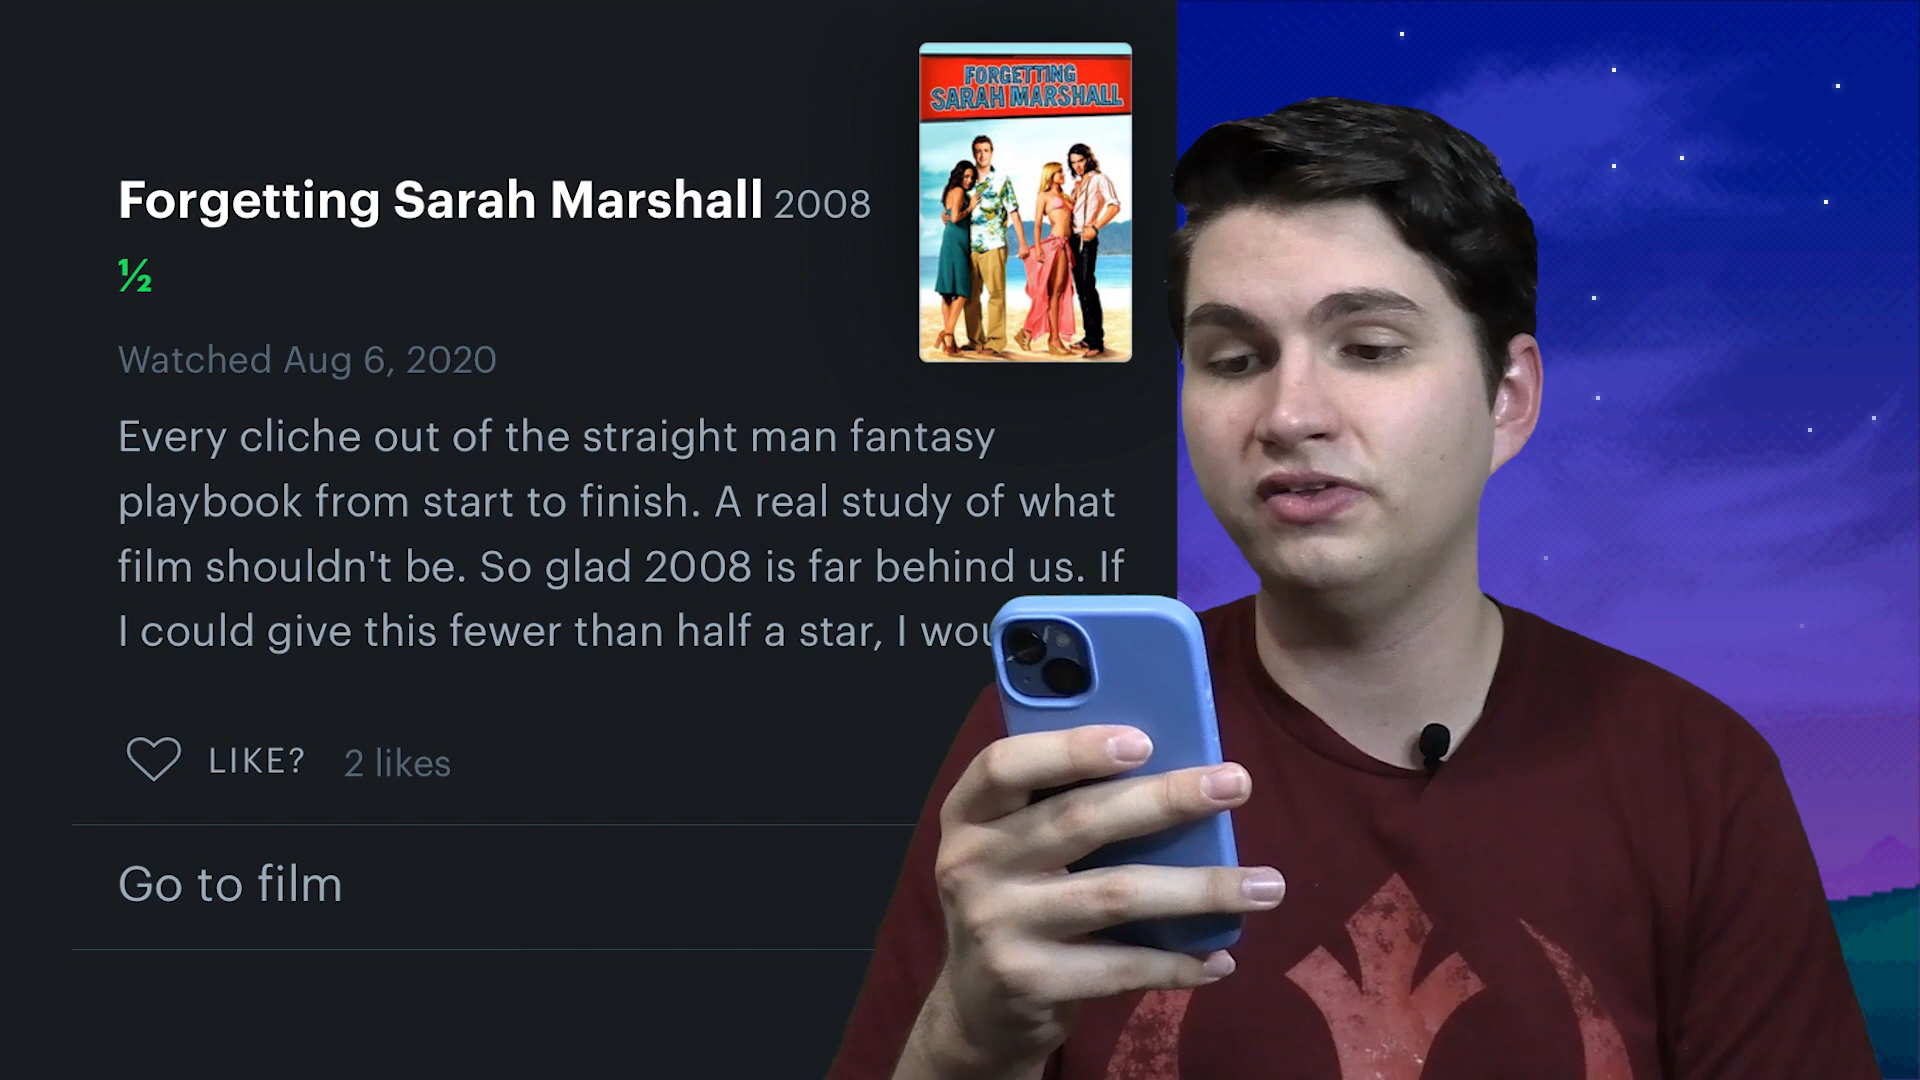 FORGETTING
SARAH MARSHALL
Forgetting Sarah Marshall 2008
½
Watched Aug 6, 2020
Every cliche out of the straight man fantasy
playbook from start to finish. A real study of what
film shouldn't be. So glad 2008 is far behind us. If
I could give this fewer than half a star, I wou
LIKE? 2 likes
Go to film